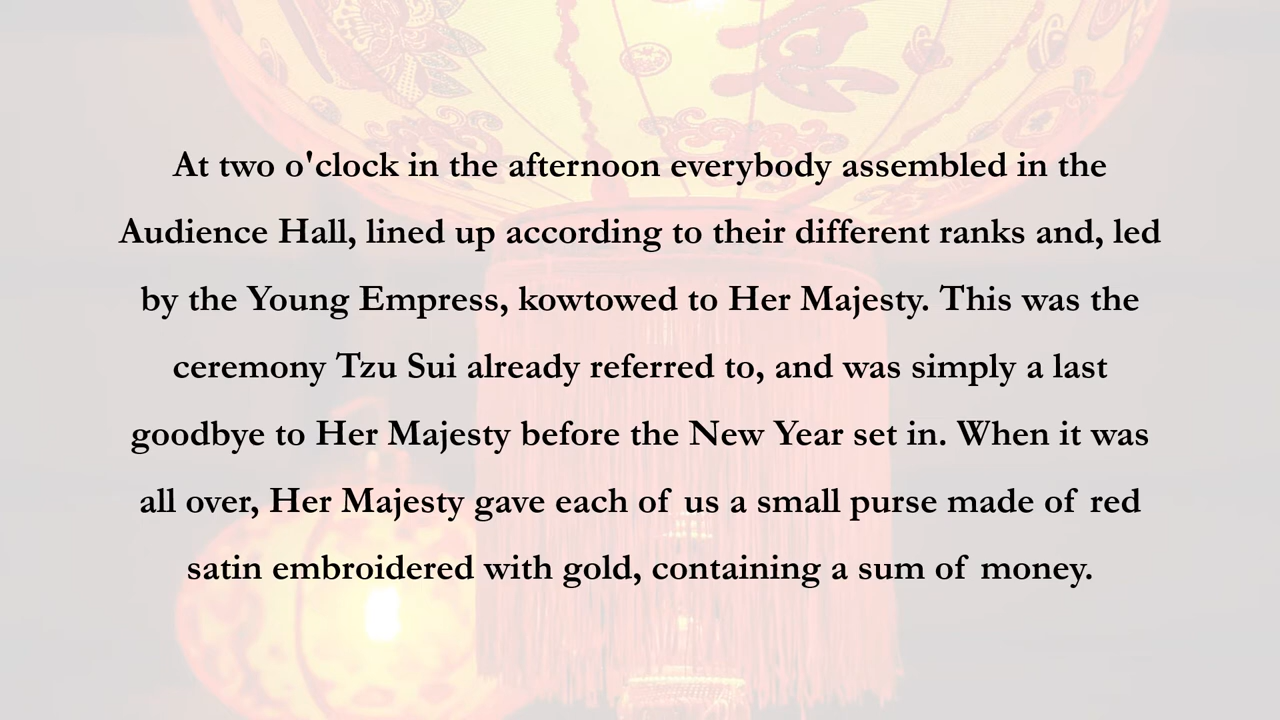 At two o'clock in the afternoon everybody assembled in the
Audience Hall, lined up according to their different ranks and, led
by the Young Empress, kowtowed to Her Majesty. This was the
ceremony Tzu Sui already referred to, and was simply a last
goodbye to Her Majesty before the New Year set in. When it was
all over, Her Majesty gave each of us a small purse made of red
satin embroidered with gold, containing a sum of money.